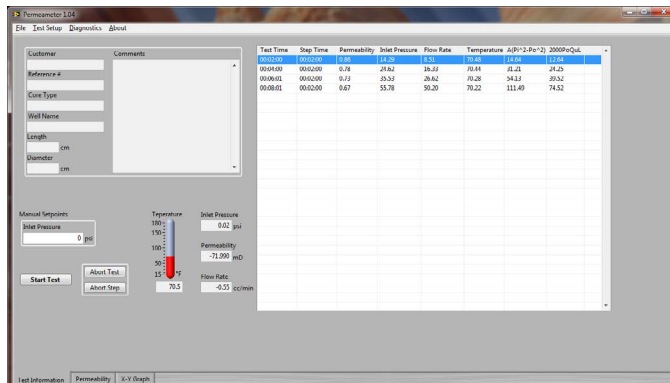 Permeameter 1.04
File Test Setup Diagnostics About
Customer
Comments
Reference #
Core Type
Well Name
Length
cm
Diameter
cm
Test Time Step Time Permeability Inlet Pressure Flow Rate Temperature A(Pi^2-Po^2) 2000PoQuL
00:02:00 00:02:00 0.86 14.29 8.51 70.48 14.64 12.64
00:04:00 00:02:00 0.78 24.62 16.33 70.44 31.21 24.25
00:06:01 00:02:00 0.73 35.53 26.62 70.28 54.13 39.52
00:08:01 00:02:00 0.67 55.78 50.20 70.22 111.49 74.52
Manual Setpoints
Inlet Pressure
0 psi
Start Test
Abort Test
Abort Step
Teperature
180
150
100
30
15
°F
70.5
Inlet Pressure
0.02 psi
Permeability
-71.990 mD
Flow Rate
-0.55 cc/min
Test Information Permeability X-Y Graph